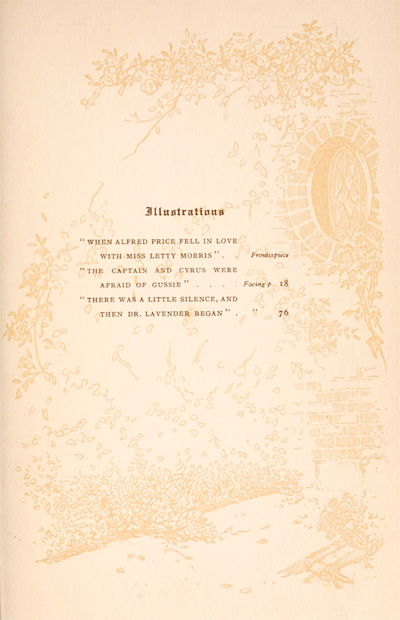 Illustrations
"WHEN ALFRED PRICE FELL IN LOVE
WITH MISS LETTY MORRIS" . Frontispiece
"THE CAPTAIN AND CYRUS WERE
AFRAID OF GUSSIE" . . . . Facing p 18
"THERE WAS A LITTLE SILENCE, AND
THEN DR. LAVENDER BEGAN" . " 76